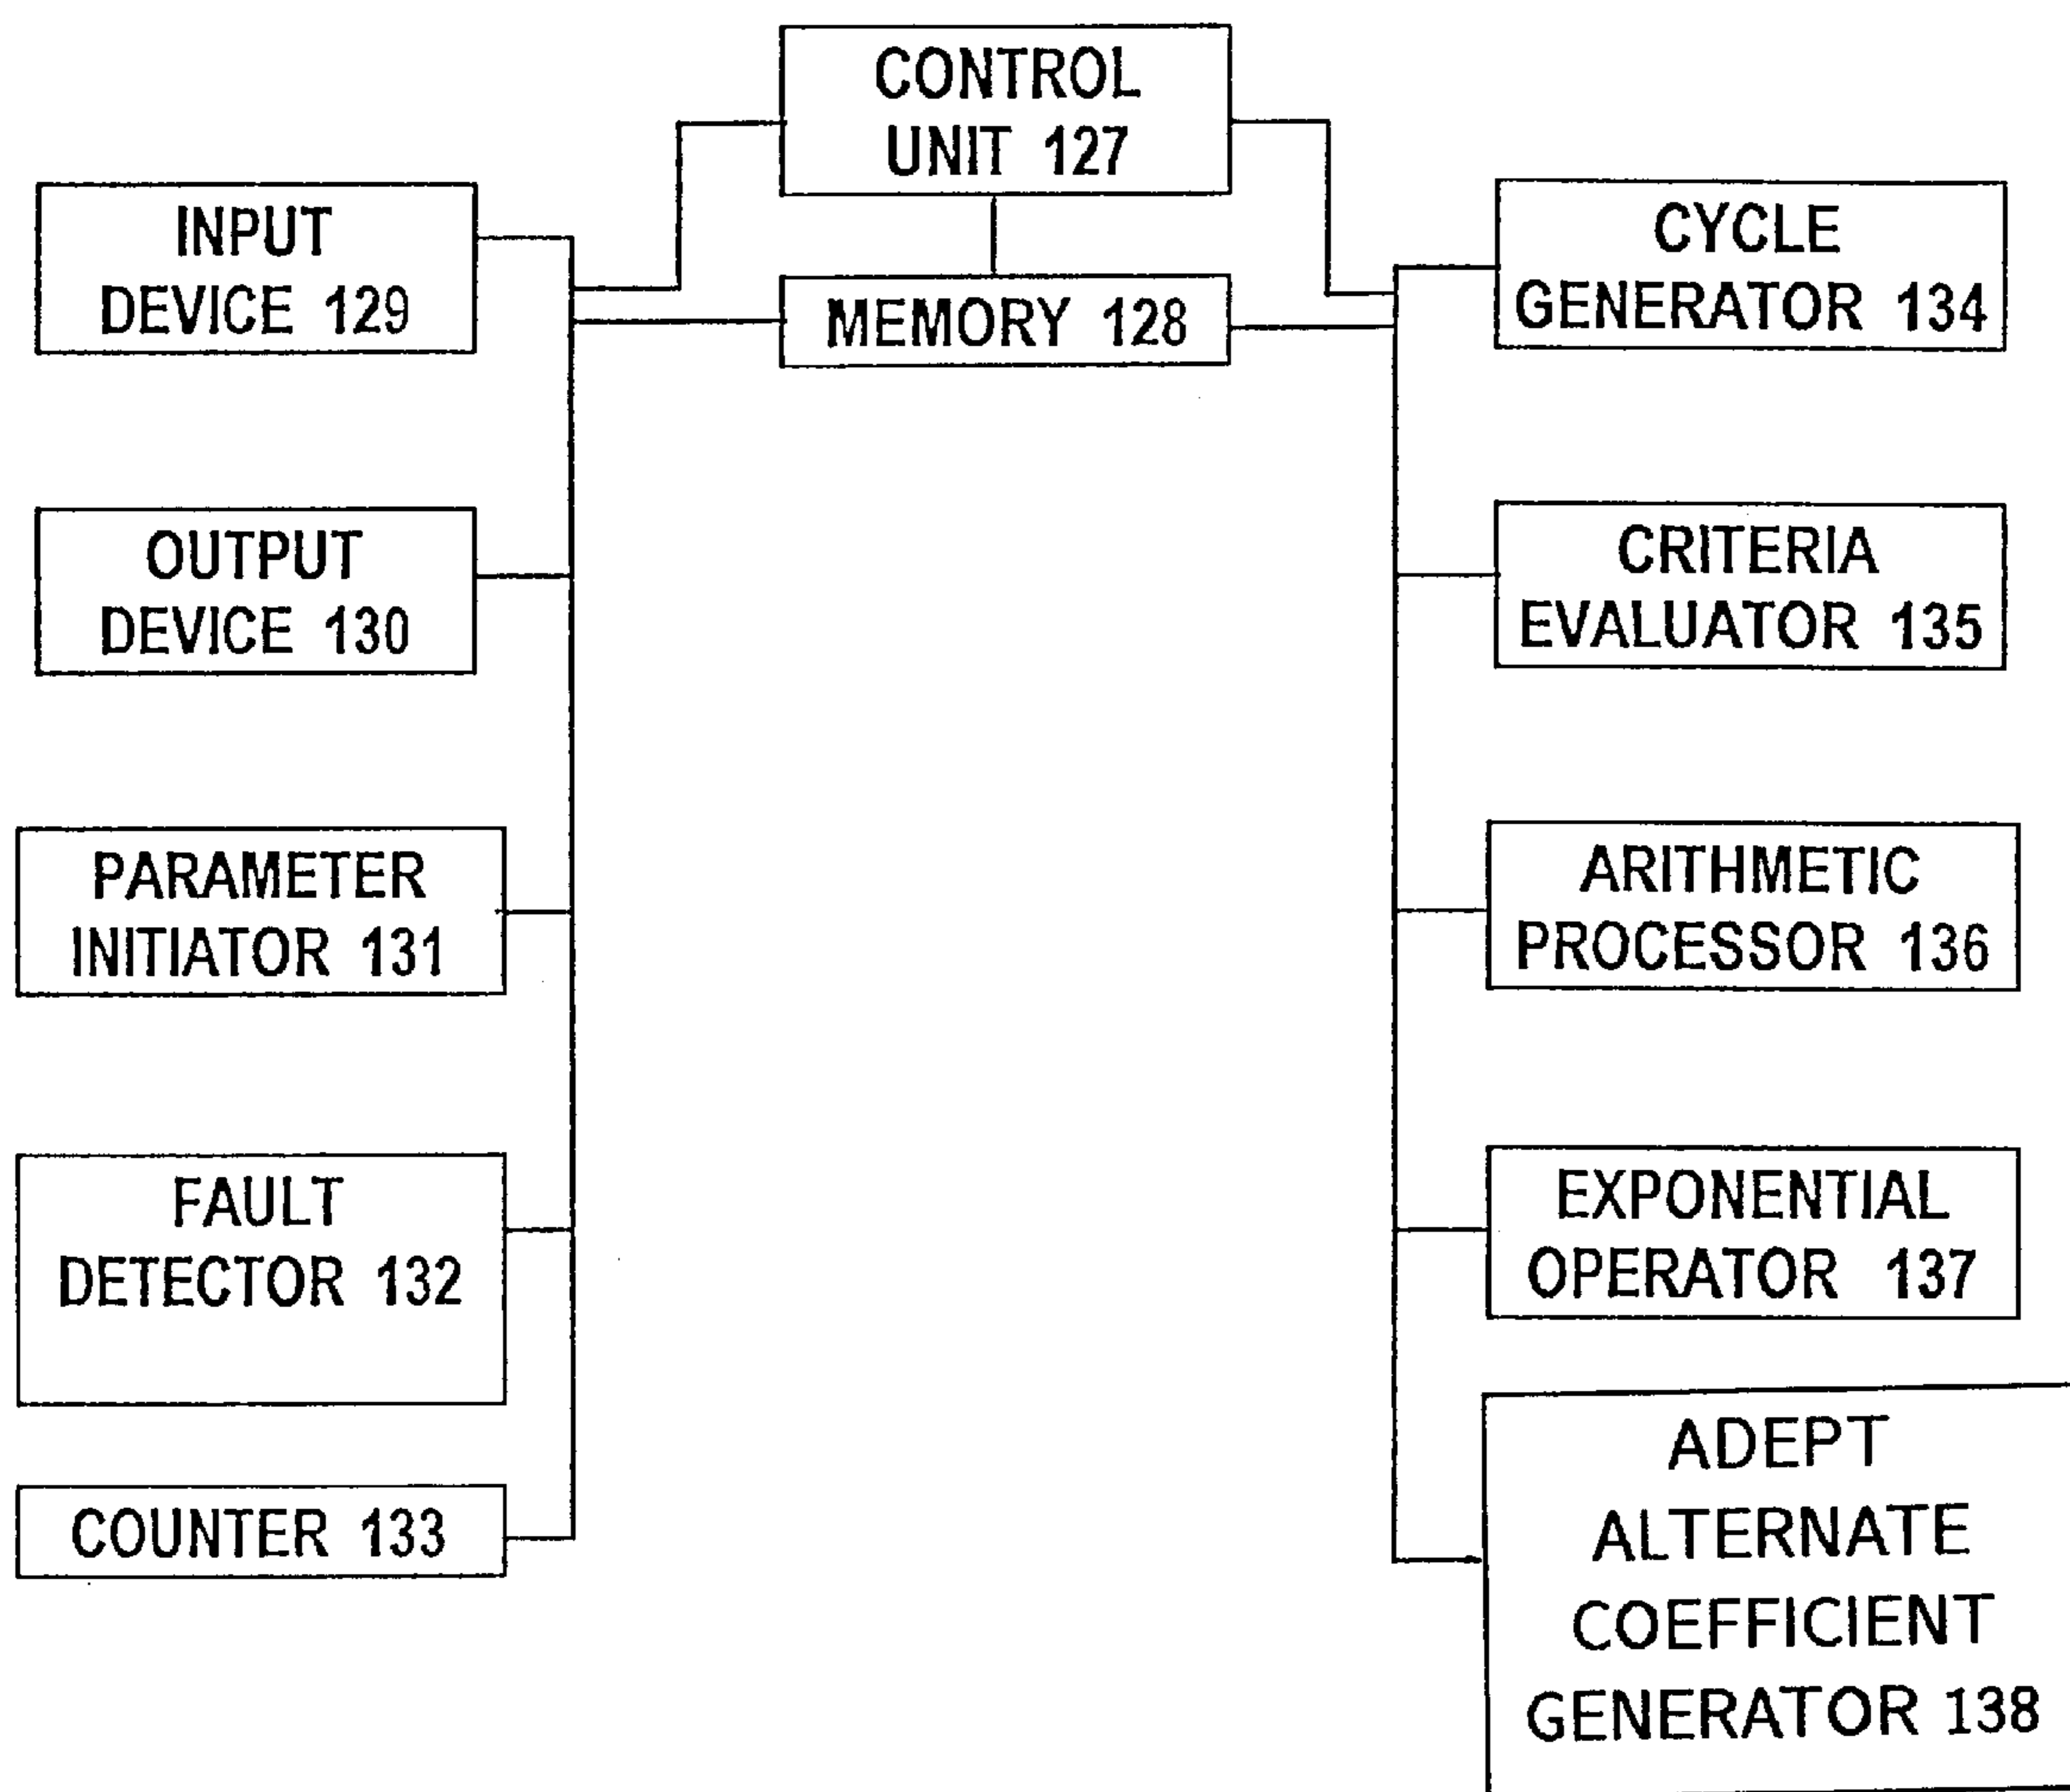 CONTROL
UNIT 127
MEMORY 128
INPUT
DEVICE 129
OUTPUT
DEVICE 130
PARAMETER
INITIATOR 131
FAULT
DETECTOR 132
COUNTER 133
CYCLE
GENERATOR 134
CRITERIA
EVALUATOR 135
ARITHMETIC
PROCESSOR 136
EXPONENTIAL
OPERATOR 137
ADEPT
ALTERNATE
COEFFICIENT
GENERATOR 138